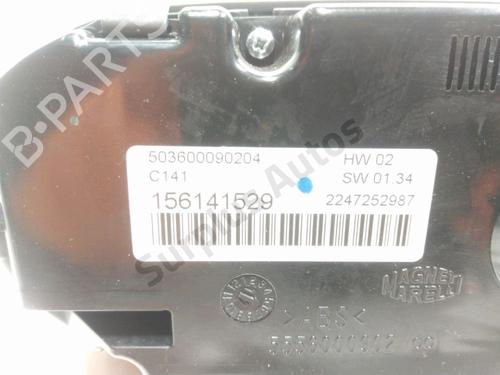 503600090204 HW 02
C141 SW 01.34
156141529 2247252987
MAGNETI
MARELLI
>ABS<
B-PARTS
Surplus Autos